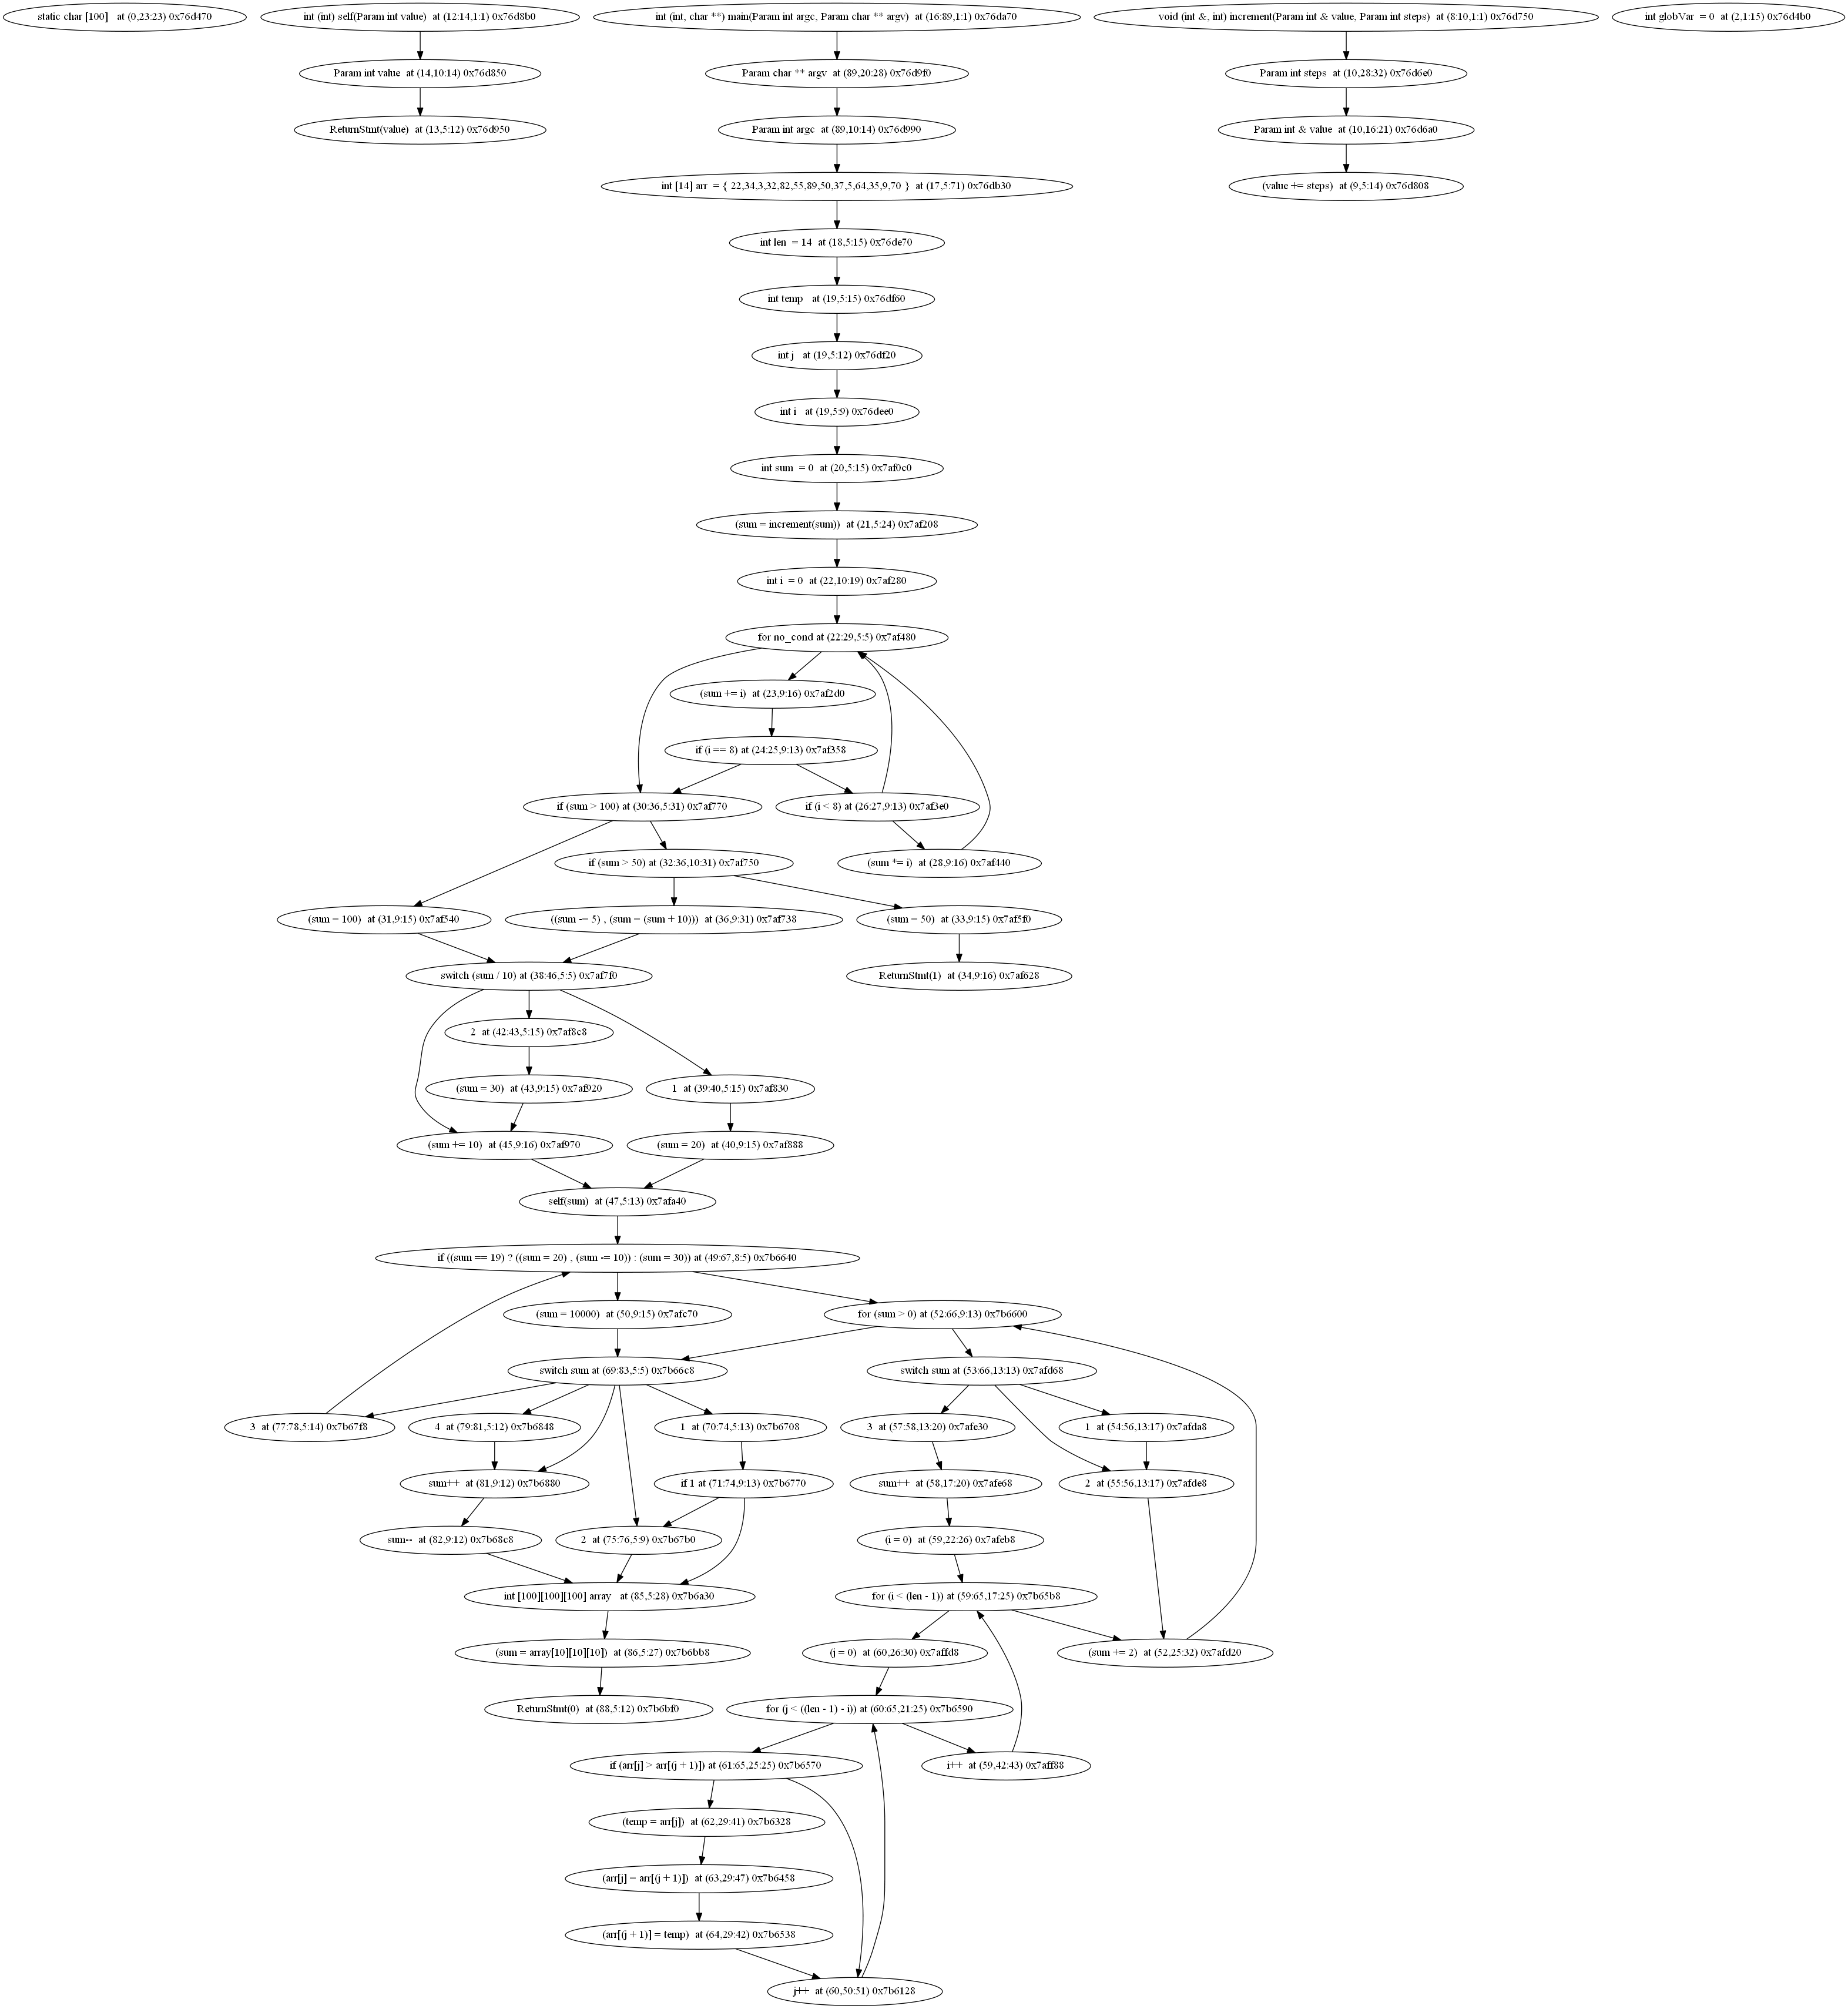 static char [100]   at (0,23:23) 0x76d470
int (int) self(Param int value)  at (12:14,1:1) 0x76d8b0
int (int, char **) main(Param int argc, Param char ** argv)  at (16:89,1:1) 0x76da70
void (int &, int) increment(Param int & value, Param int steps)  at (8:10,1:1) 0x76d750
int globVar  = 0  at (2,1:15) 0x76d4b0
Param int value  at (14,10:14) 0x76d850
Param char ** argv  at (89,20:28) 0x76d9f0
Param int steps  at (10,28:32) 0x76d6e0
ReturnStmt(value)  at (13,5:12) 0x76d950
Param int argc  at (89,10:14) 0x76d990
Param int & value  at (10,16:21) 0x76d6a0
int [14] arr  = { 22,34,3,32,82,55,89,50,37,5,64,35,9,70 }  at (17,5:71) 0x76db30
(value += steps)  at (9,5:14) 0x76d808
int len  = 14  at (18,5:15) 0x76de70
int temp   at (19,5:15) 0x76df60
int j   at (19,5:12) 0x76df20
int i   at (19,5:9) 0x76dee0
int sum  = 0  at (20,5:15) 0x7af0c0
(sum = increment(sum))  at (21,5:24) 0x7af208
int i  = 0  at (22,10:19) 0x7af280
for no_cond at (22:29,5:5) 0x7af480
(sum += i)  at (23,9:16) 0x7af2d0
if (i == 8) at (24:25,9:13) 0x7af358
if (sum > 100) at (30:36,5:31) 0x7af770
if (i < 8) at (26:27,9:13) 0x7af3e0
if (sum > 50) at (32:36,10:31) 0x7af750
(sum *= i)  at (28,9:16) 0x7af440
(sum = 100)  at (31,9:15) 0x7af540
((sum -= 5) , (sum = (sum + 10)))  at (36,9:31) 0x7af738
(sum = 50)  at (33,9:15) 0x7af5f0
switch (sum / 10) at (38:46,5:5) 0x7af7f0
ReturnStmt(1)  at (34,9:16) 0x7af628
2  at (42:43,5:15) 0x7af8c8
(sum = 30)  at (43,9:15) 0x7af920
1  at (39:40,5:15) 0x7af830
(sum += 10)  at (45,9:16) 0x7af970
(sum = 20)  at (40,9:15) 0x7af888
self(sum)  at (47,5:13) 0x7afa40
if ((sum == 19) ? ((sum = 20) , (sum -= 10)) : (sum = 30)) at (49:67,8:5) 0x7b6640
(sum = 10000)  at (50,9:15) 0x7afc70
for (sum > 0) at (52:66,9:13) 0x7b6600
switch sum at (69:83,5:5) 0x7b66c8
switch sum at (53:66,13:13) 0x7afd68
3  at (77:78,5:14) 0x7b67f8
4  at (79:81,5:12) 0x7b6848
1  at (70:74,5:13) 0x7b6708
3  at (57:58,13:20) 0x7afe30
1  at (54:56,13:17) 0x7afda8
sum++  at (81,9:12) 0x7b6880
if 1 at (71:74,9:13) 0x7b6770
sum++  at (58,17:20) 0x7afe68
2  at (55:56,13:17) 0x7afde8
sum--  at (82,9:12) 0x7b68c8
2  at (75:76,5:9) 0x7b67b0
(i = 0)  at (59,22:26) 0x7afeb8
int [100][100][100] array   at (85,5:28) 0x7b6a30
for (i < (len - 1)) at (59:65,17:25) 0x7b65b8
(sum = array[10][10][10])  at (86,5:27) 0x7b6bb8
(j = 0)  at (60,26:30) 0x7affd8
(sum += 2)  at (52,25:32) 0x7afd20
ReturnStmt(0)  at (88,5:12) 0x7b6bf0
for (j < ((len - 1) - i)) at (60:65,21:25) 0x7b6590
if (arr[j] > arr[(j + 1)]) at (61:65,25:25) 0x7b6570
i++  at (59,42:43) 0x7aff88
(temp = arr[j])  at (62,29:41) 0x7b6328
(arr[j] = arr[(j + 1)])  at (63,29:47) 0x7b6458
(arr[(j + 1)] = temp)  at (64,29:42) 0x7b6538
j++  at (60,50:51) 0x7b6128